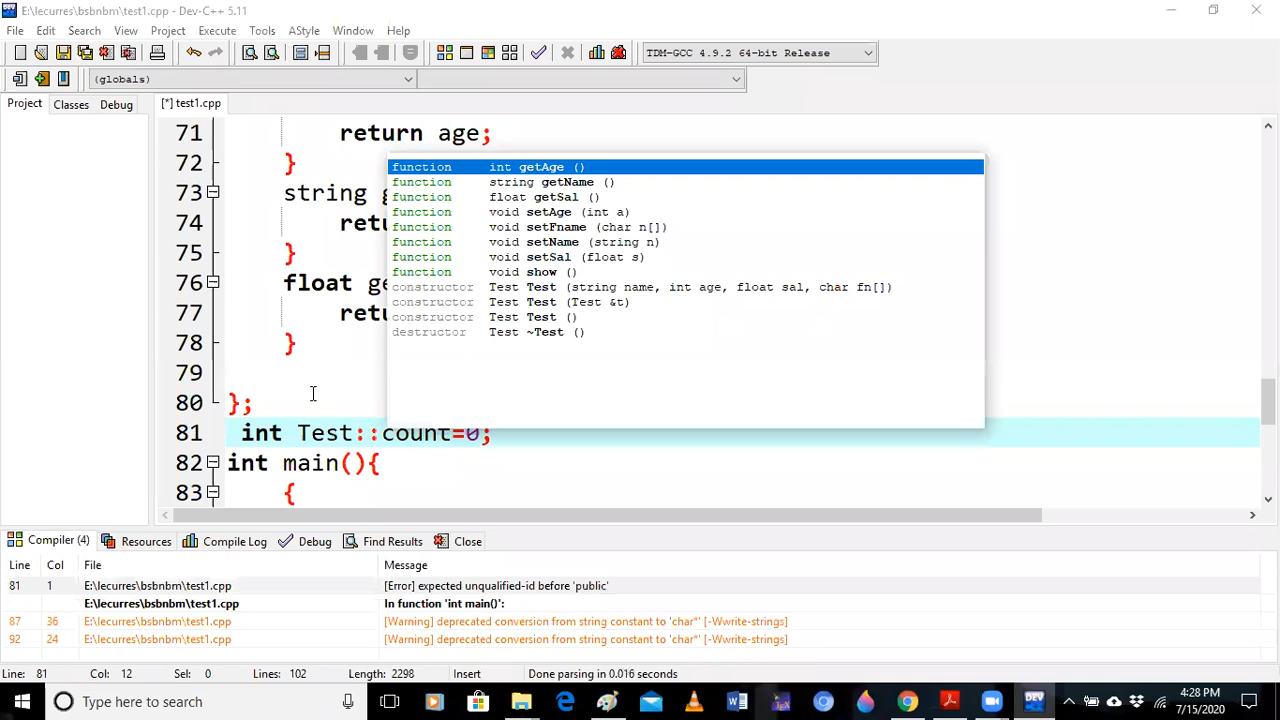 E:\lecurres\bsbnbm\test1.cpp - Dev-C++ 5.11
File Edit Search View Project Execute Tools AStyle Window Help
TDM-GCC 4.9.2 64-bit Release
(globals)
Project Classes Debug [*] test1.cpp
71 return age;
72 }
73 string g
74 retu
75 }
76 float ge
77 retu
78 }
79
80 };
81 int Test::count=0;
82 int main(){
83 {
function int getAge ()
function string getName ()
function float getSal ()
function void setAge (int a)
function void setFname (char n[])
function void setName (string n)
function void setSal (float s)
function void show ()
constructor Test Test (string name, int age, float sal, char fn[])
constructor Test Test (Test &t)
constructor Test Test ()
destructor Test ~Test ()
Compiler (4) Resources Compile Log Debug Find Results Close
Line Col File Message
81 1 E:\lecurres\bsbnbm\test1.cpp [Error] expected unqualified-id before 'public'
E:\lecurres\bsbnbm\test1.cpp In function 'int main()':
87 36 E:\lecurres\bsbnbm\test1.cpp [Warning] deprecated conversion from string constant to 'char*' [-Wwrite-strings]
92 24 E:\lecurres\bsbnbm\test1.cpp [Warning] deprecated conversion from string constant to 'char*' [-Wwrite-strings]
Line: 81 Col: 12 Sel: 0 Lines: 102 Length: 2298 Insert Done parsing in 0.016 seconds
Type here to search
DEV
4:28 PM
7/15/2020